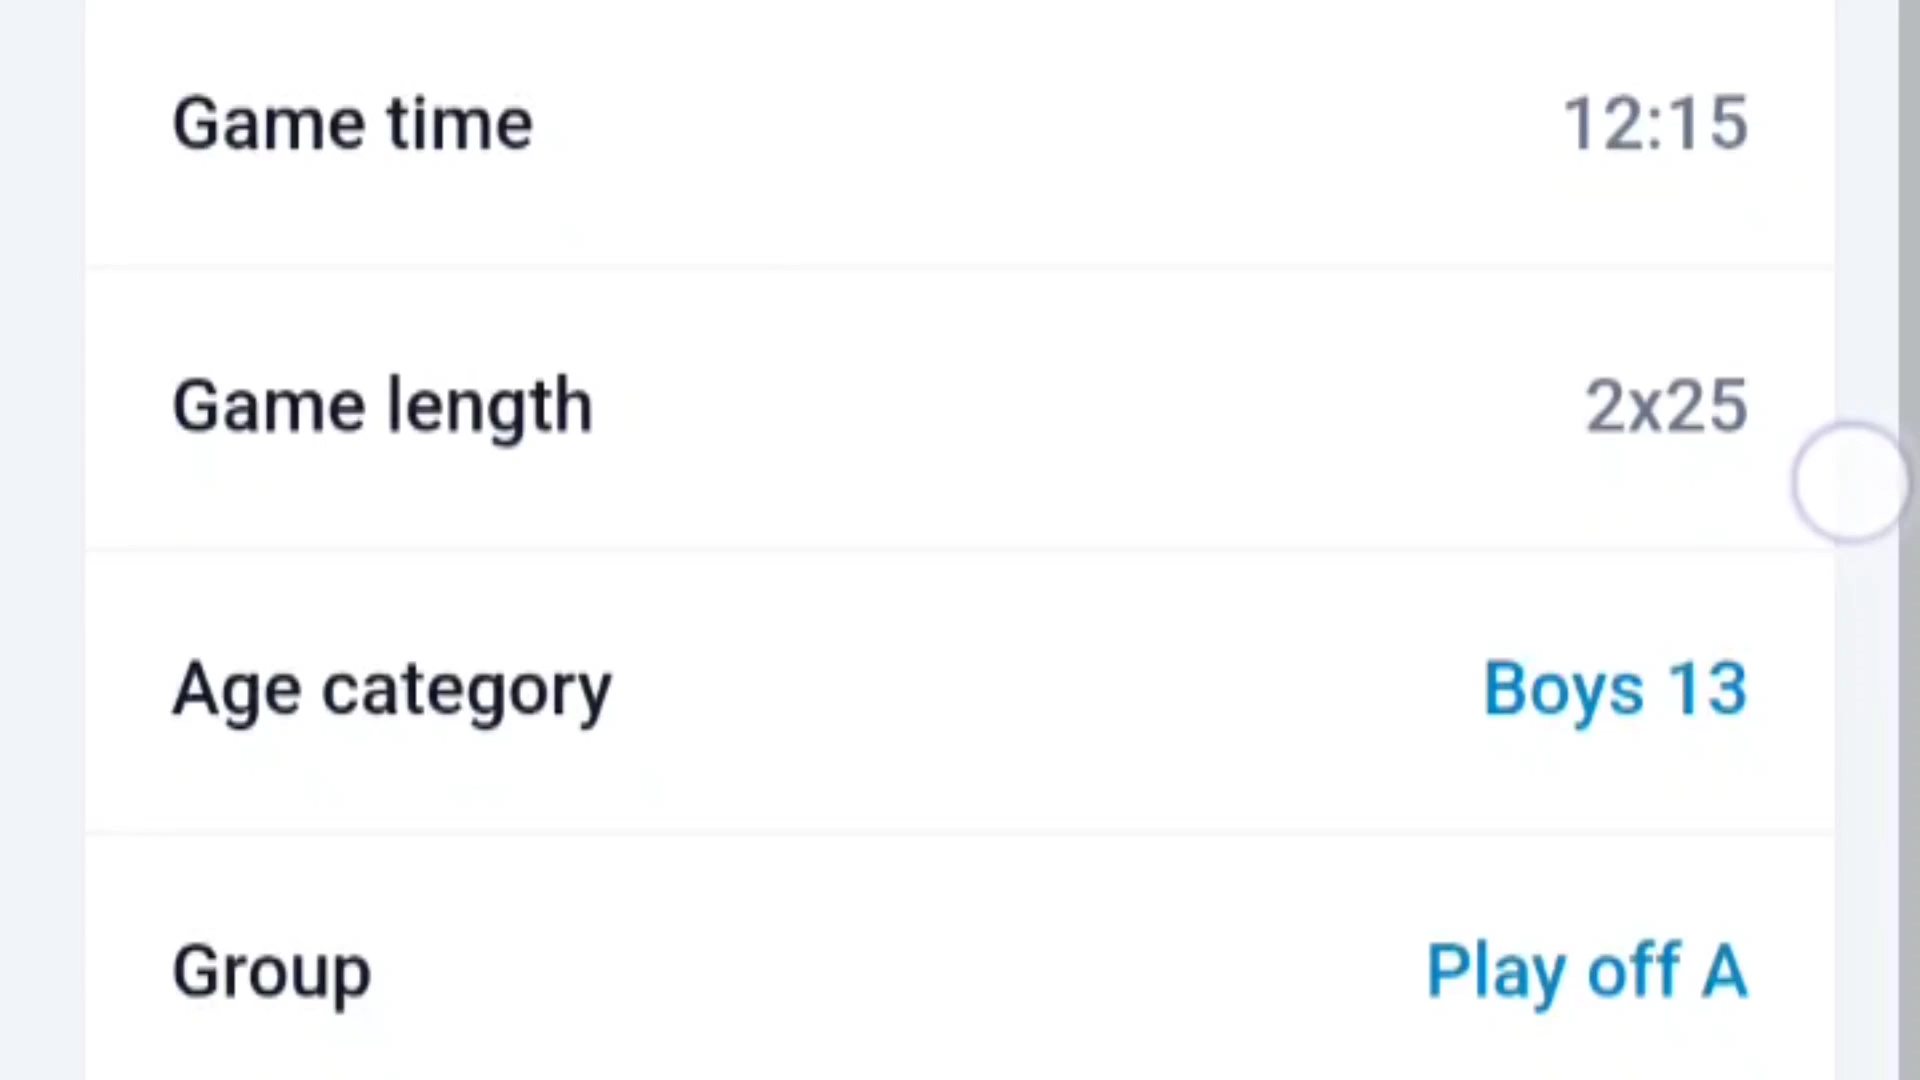 Game time 12:15
Game length 2x25
Age category Boys 13
Group Play off A